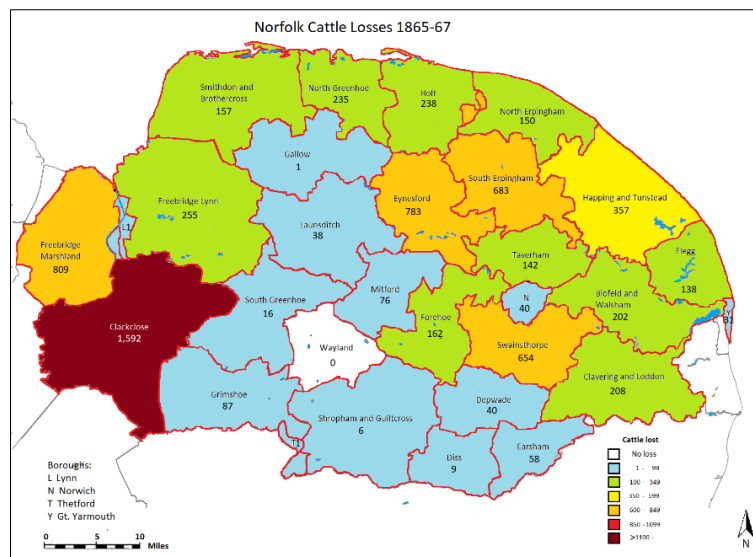 Norfolk Cattle Losses 1865-67
Smithdon and
Brothercross
157
North Greenhoe
235
Holt
238
North Erpingham
150
Gallow
1
Eynesford
783
South Erpingham
683
Happing and Tunstead
357
Freebridge Lynn
255
L1
Freebridge
Marshland
809
Launsditch
38
Taverham
142
Flegg
138
Mitford
76
N
40
Blofeld and
Walsham
202
Y
31
Clackclose
1,592
South Greenhoe
16
Forehoe
162
Wayland
0
Swainsthorpe
654
Clavering and Loddon
208
Grimshoe
87
Shropham and Guiltcross
6
Depwade
40
T1
Diss
9
Earsham
58
Boroughs:
L Lynn
N Norwich
T Thetford
Y Gt. Yarmouth
0 5 10
Miles
Cattle lost
No loss
1 - 99
100 - 349
350 - 599
600 - 849
850 -1099
>1100 -
N